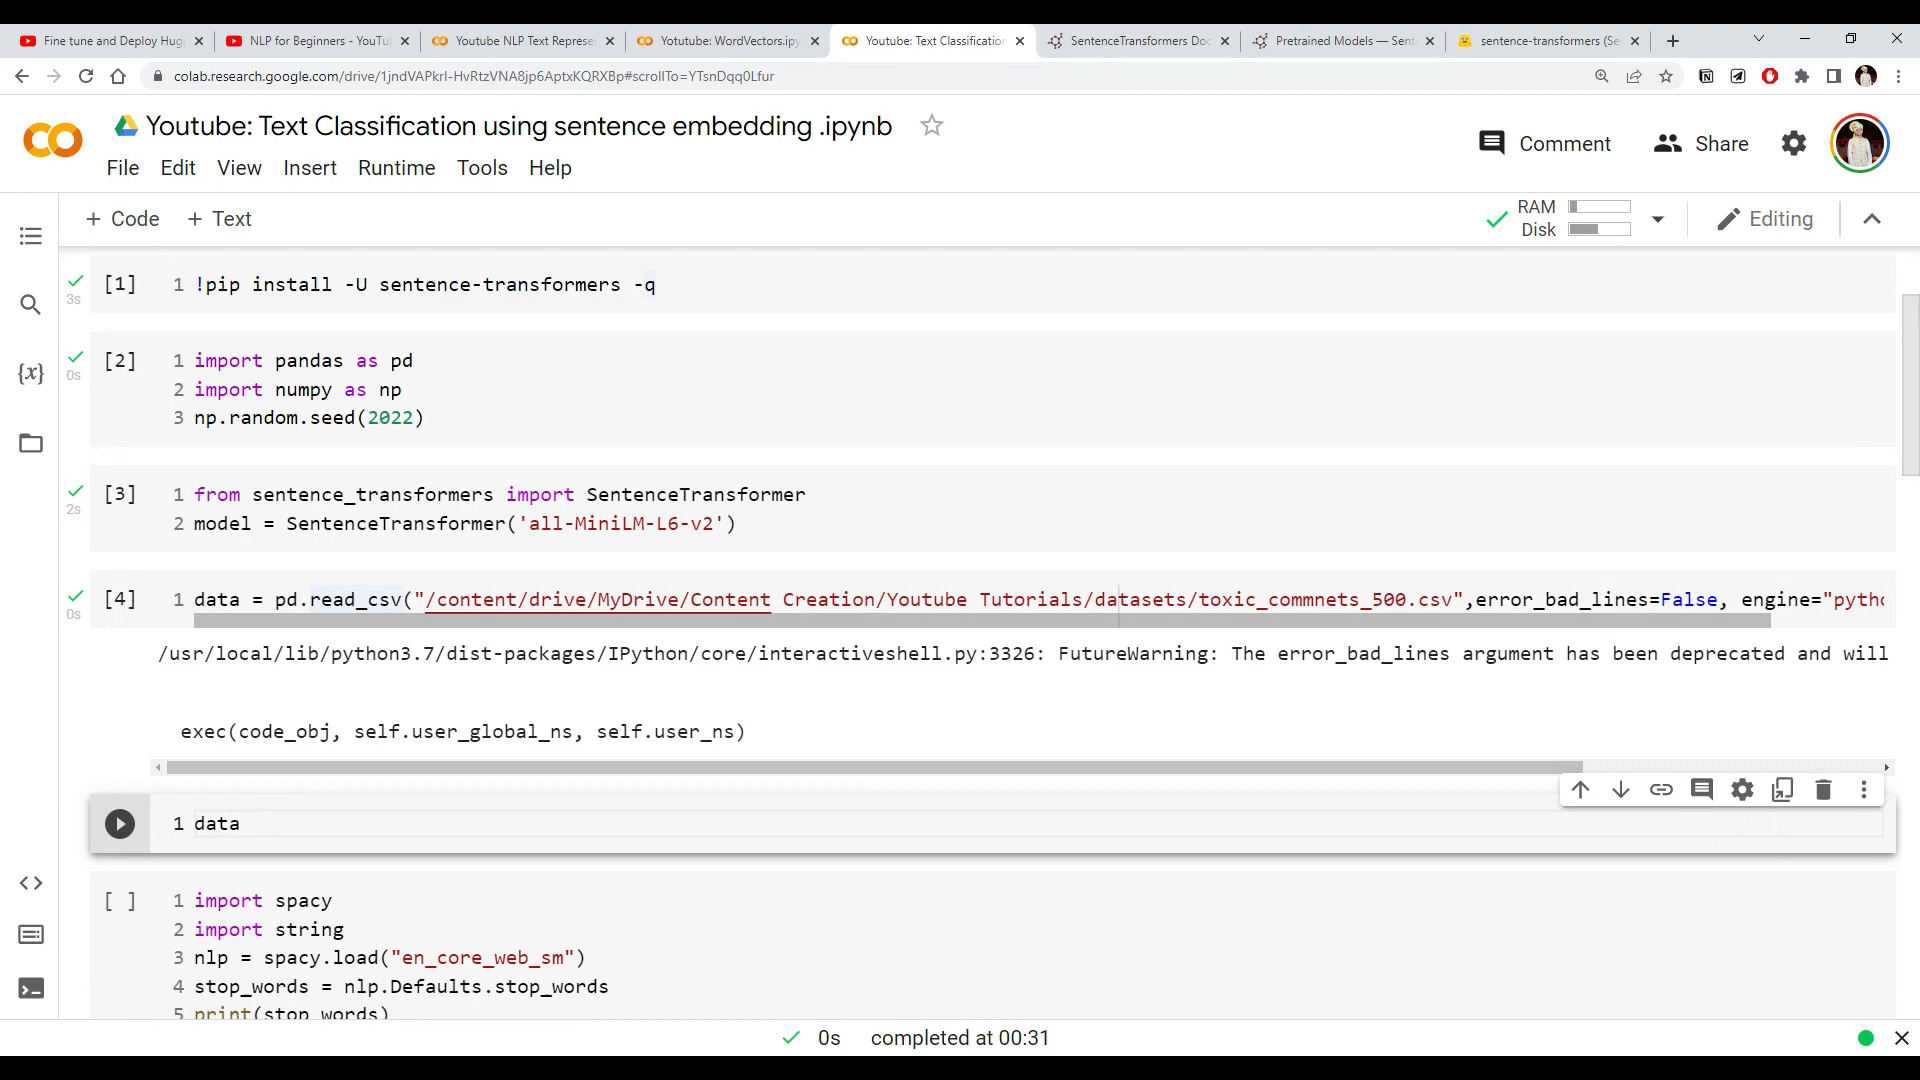 Fine tune and Deploy Hug
NLP for Beginners - YouTu
Youtube NLP Text Represe
Yotutube: WordVectors.ipy
Youtube: Text Classification
SentenceTransformers Doc
Pretrained Models — Sent
sentence-transformers (Se
colab.research.google.com/drive/1jndVAPkrI-HvRtzVNA8jp6AptxKQRXBp#scrollTo=YTsnDqq0Lfur
Youtube: Text Classification using sentence embedding .ipynb
Comment
Share
File Edit View Insert Runtime Tools Help
+ Code + Text
RAM
Disk
Editing
3s
[1] 1 !pip install -U sentence-transformers -q
0s
[2] 1 import pandas as pd
2 import numpy as np
3 np.random.seed(2022)
2s
[3] 1 from sentence_transformers import SentenceTransformer
2 model = SentenceTransformer('all-MiniLM-L6-v2')
0s
[4] 1 data = pd.read_csv("/content/drive/MyDrive/Content Creation/Youtube Tutorials/datasets/toxic_commnets_500.csv",error_bad_lines=False, engine="pytho
/usr/local/lib/python3.7/dist-packages/IPython/core/interactiveshell.py:3326: FutureWarning: The error_bad_lines argument has been deprecated and will
exec(code_obj, self.user_global_ns, self.user_ns)
1 data
[ ] 1 import spacy
2 import string
3 nlp = spacy.load("en_core_web_sm")
4 stop_words = nlp.Defaults.stop_words
5 print(stop_words)
0s completed at 00:31